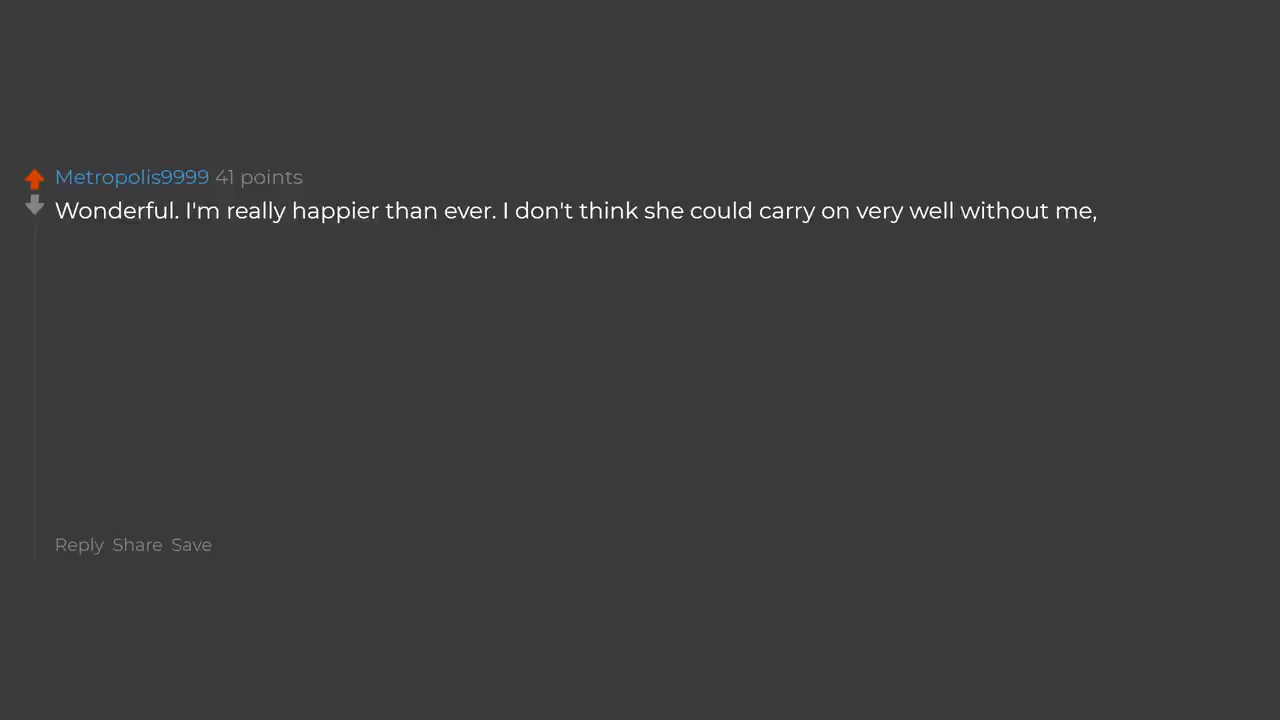 Metropolis9999 41 points
Wonderful. I'm really happier than ever. I don't think she could carry on very well without me,
Reply Share Save